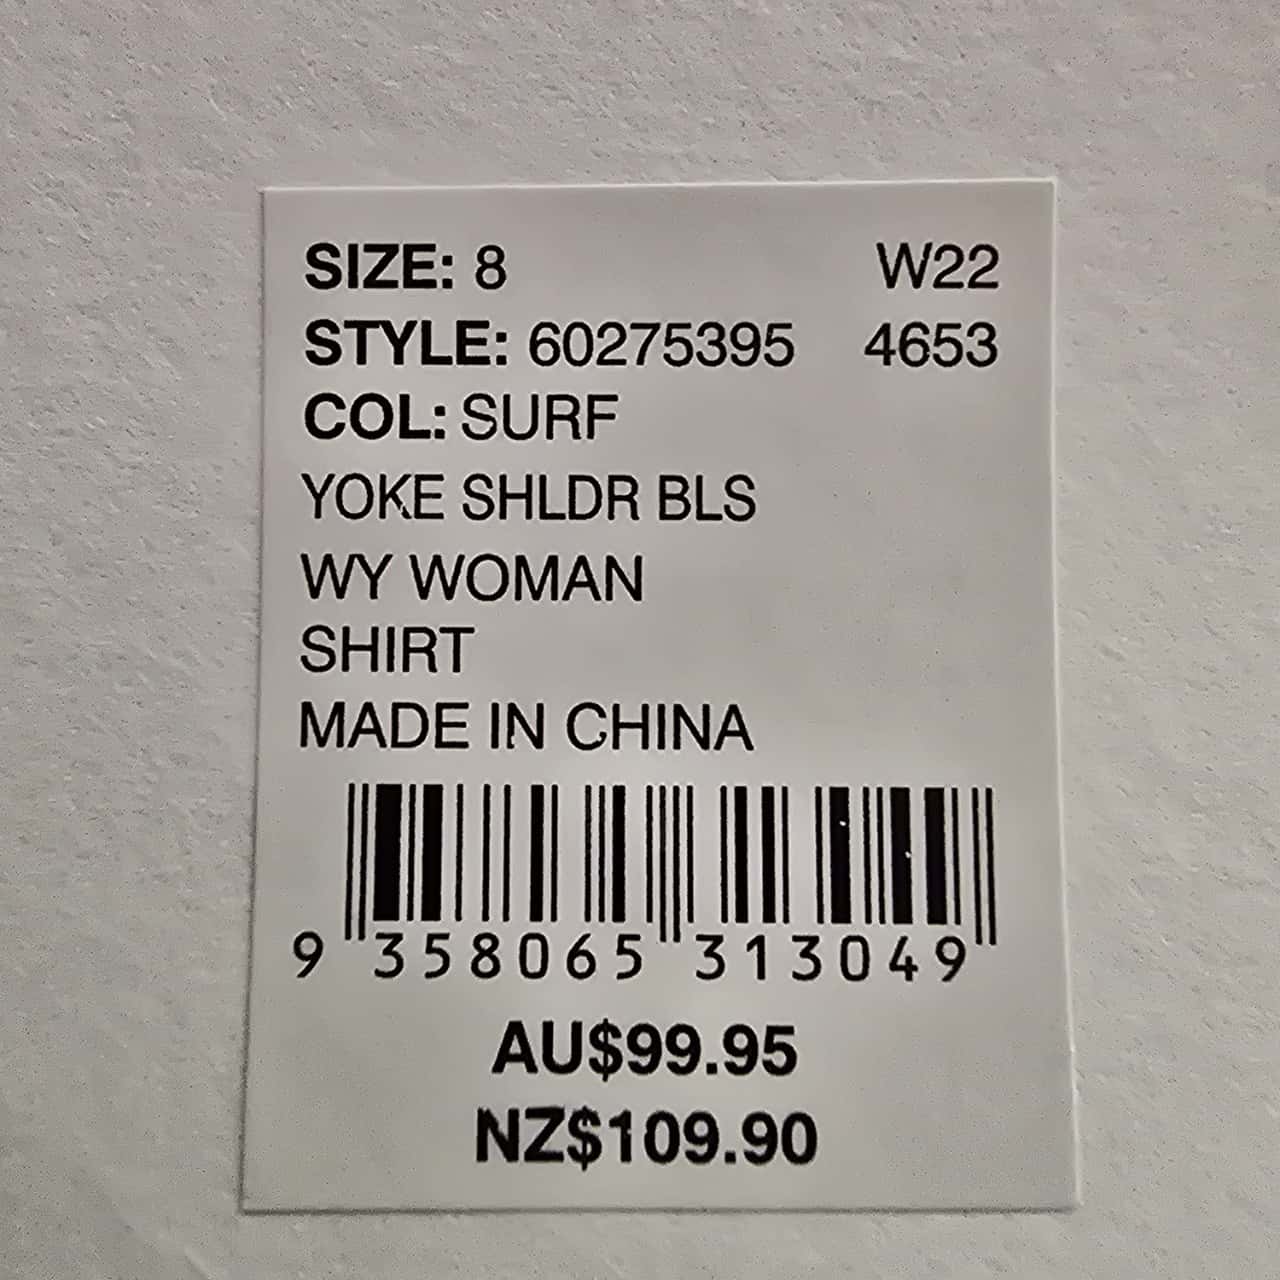 SIZE: 8 W22
STYLE: 60275395 4653
COL: SURF
YOKE SHLDR BLS
WY WOMAN
SHIRT
MADE IN CHINA
9 358065 313049
AU$99.95
NZ$109.90